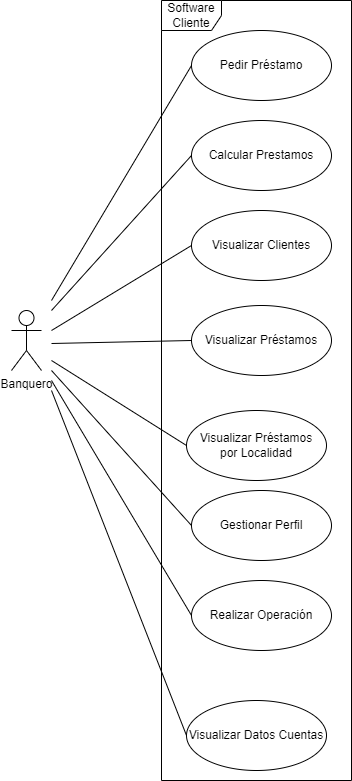 Software
Cliente
Pedir Préstamo
Calcular Prestamos
Visualizar Clientes
Visualizar Préstamos
Banquero
Visualizar Préstamos
por Localidad
Gestionar Perfil
Realizar Operación
Visualizar Datos Cuentas